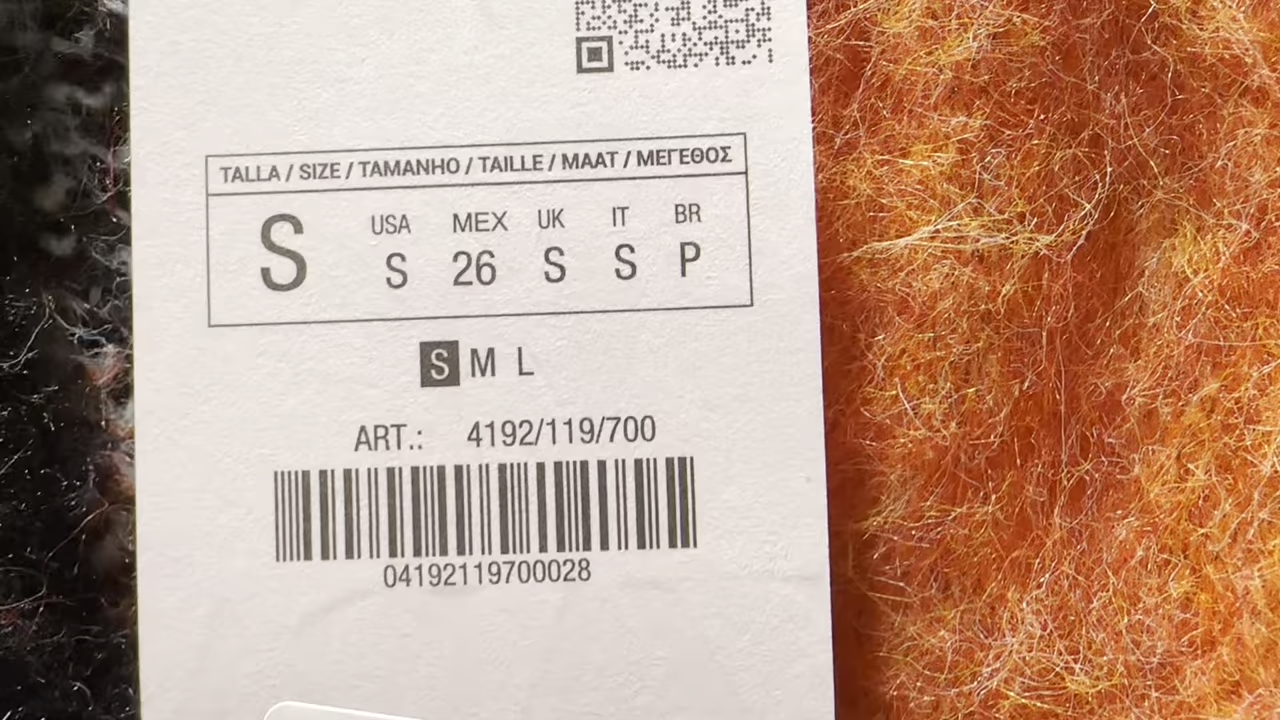 TALLA / SIZE / TAMANHO / TAILLE / MAAT / ΜΕΓΕΘΟΣ
S USA MEX UK IT BR
S 26 S S P
S M L
ART.: 4192/119/700
04192119700028